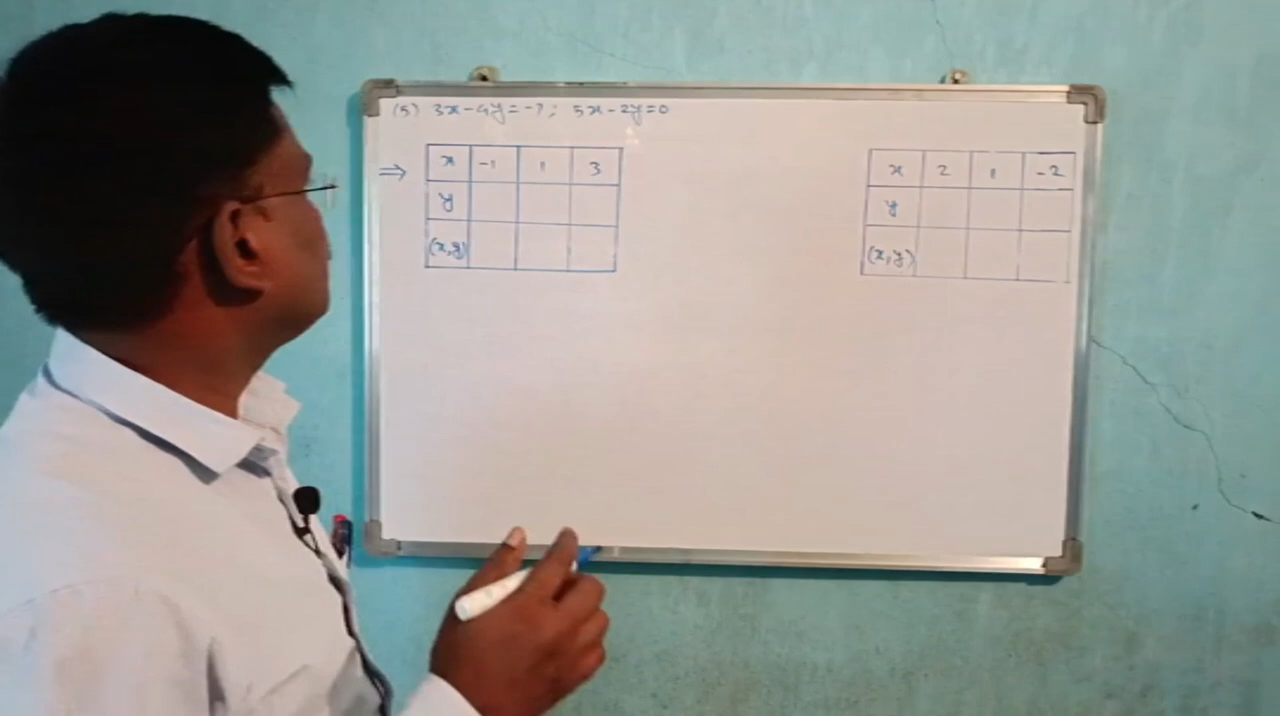 (5) 3x-4y=-7; 5x-2y=0
⇒ x -1 1 3
y
(x,y)
x 2 1 -2
y
(x,y)